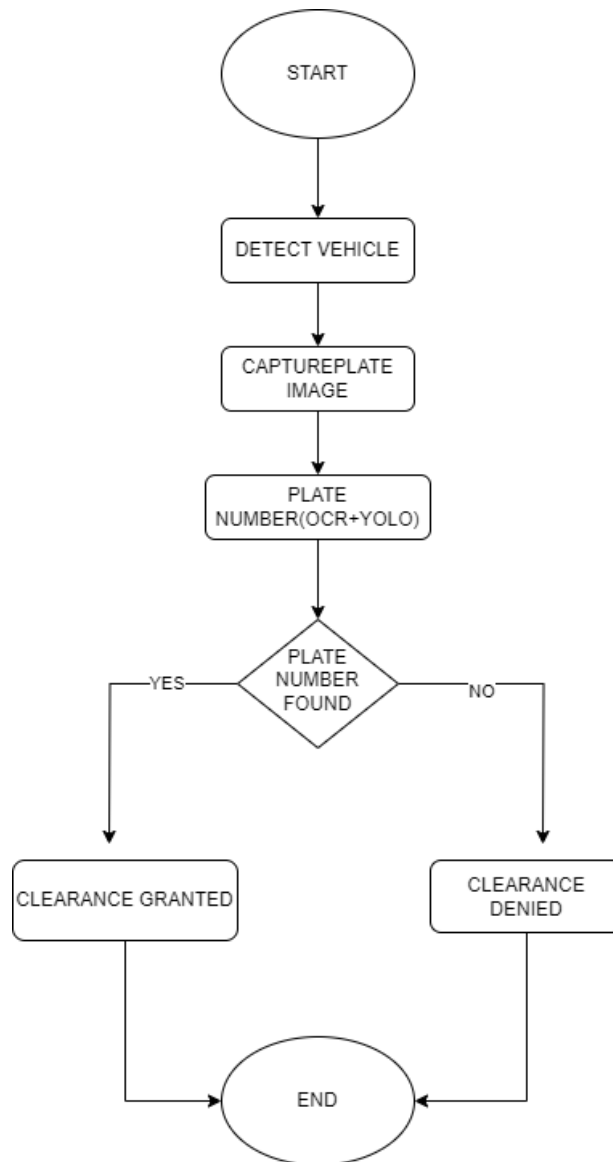 START
DETECT VEHICLE
CAPTUREPLATE
IMAGE
PLATE
NUMBER(OCR+YOLO)
PLATE
NUMBER
FOUND
YES
NO
CLEARANCE GRANTED
CLEARANCE
DENIED
END